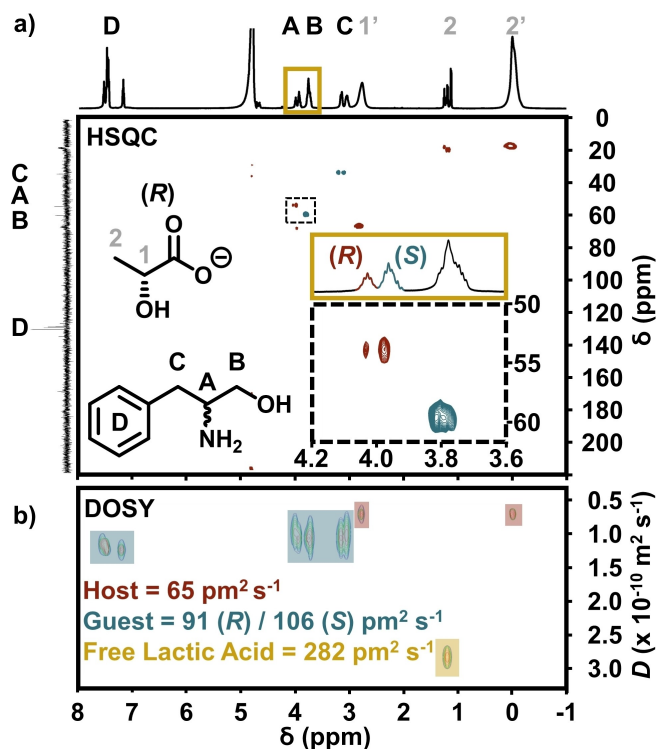 a)
D A B C 1’ 2 2’
HSQC
0
20
40
60
80
100
120
140
160
180
200
δ (ppm)
C
A
B
D
(R)
2 1 O
O ⊖
OH
(R) (S)
50
55
60
4.2 4.0 3.8 3.6
C B
A
D OH
NH2
b)
DOSY
Host = 65 pm² s-1
Guest = 91 (R) / 106 (S) pm² s-1
Free Lactic Acid = 282 pm² s-1
0.5
1.0
1.5
2.0
2.5
3.0
D (x 10-10 m² s-1)
8 7 6 5 4 3 2 1 0 -1
δ (ppm)